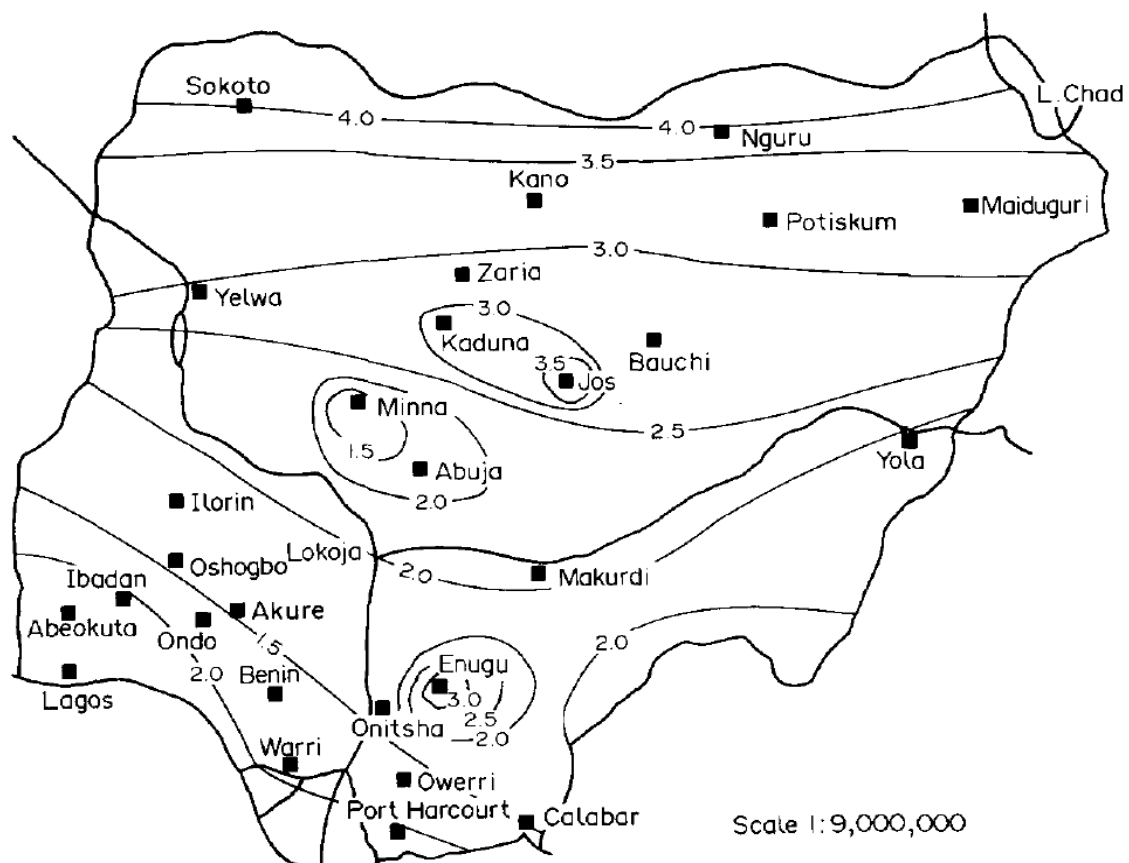 Sokoto
L. Chad
4.0
4.0
Nguru
3.5
Kano
Potiskum
Maiduguri
3.0
Zaria
Yelwa
3.0
Kaduna
Bauchi
3.5
Jos
Minna
2.5
1.5
Abuja
Yola
2.0
Ilorin
Lokoja
Oshogbo
2.0
Makurdi
Ibadan
Abeokuta
Akure
Ondo
1.5
2.0
Enugu
2.0
Benin
3.0
Lagos
2.5
Onitsha
2.0
Warri
Owerri
Port Harcourt
Calabar
Scale 1:9,000,000